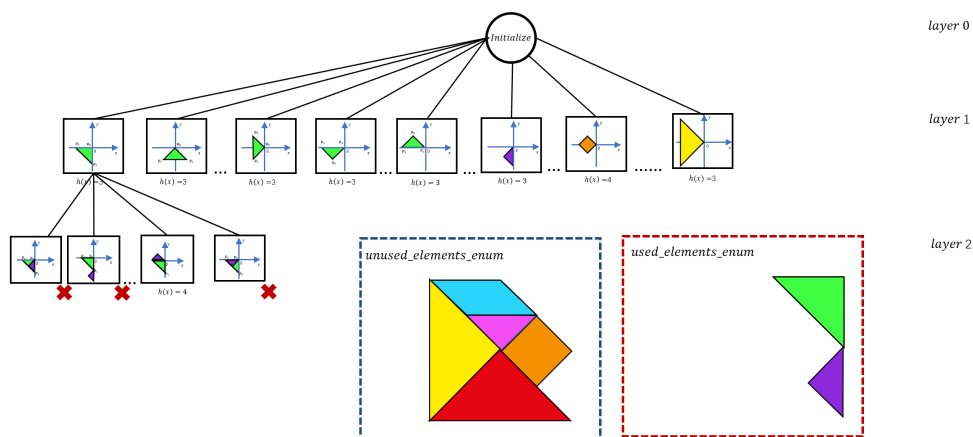 Initialize
layer 0
layer 1
h(x)=3
h(x) =3
...
h(x) =3
h(x) =3
...
h(x) = 3
...
h(x) = 3
...
h(x) =4
......
h(x) =3
layer 2
...
h(x) = 4
unused_elements_enum
used_elements_enum